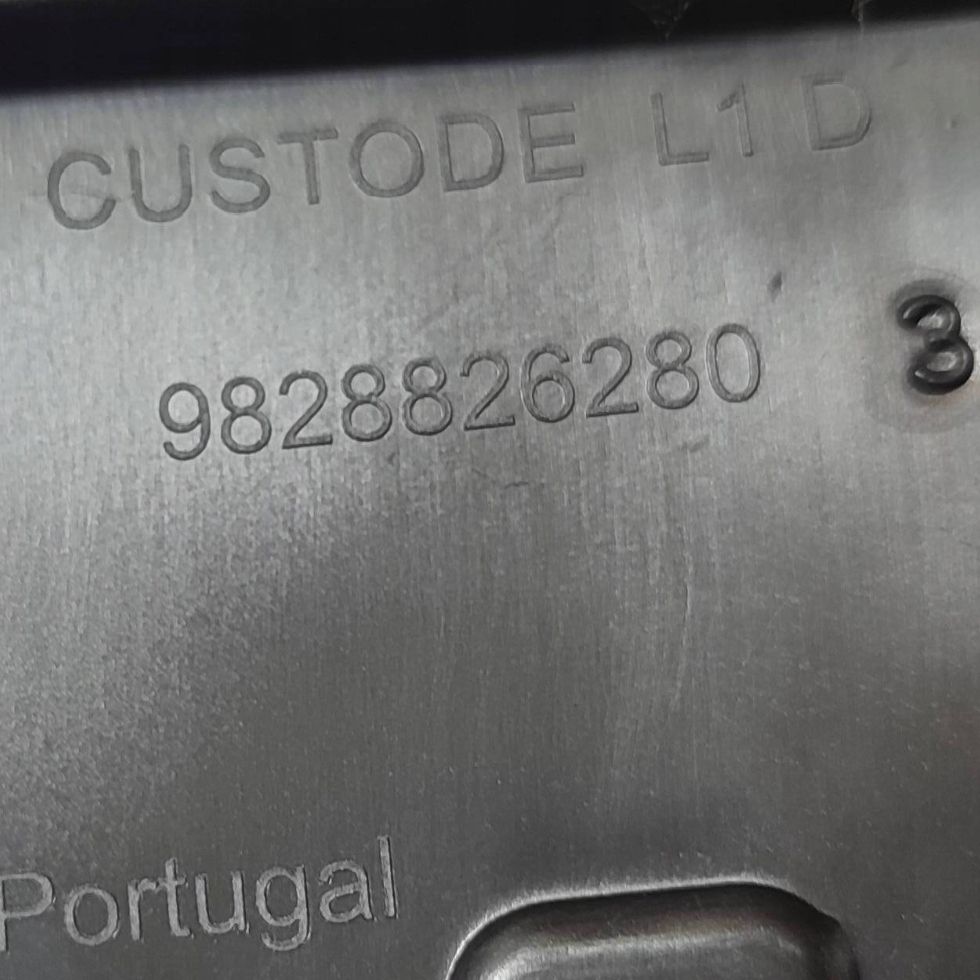 CUSTODE L1 D
9828826280 3
Portugal